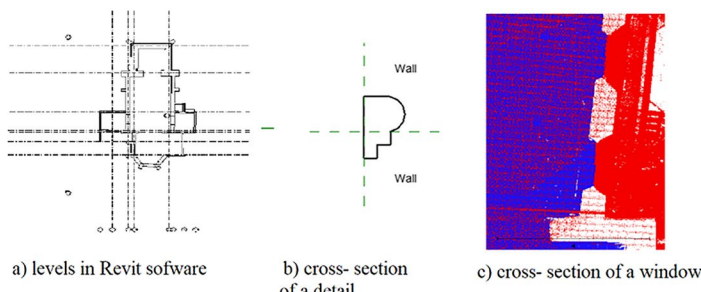 Wall
Wall
a) levels in Revit sofware
b) cross- section
of a detail
c) cross- section of a window